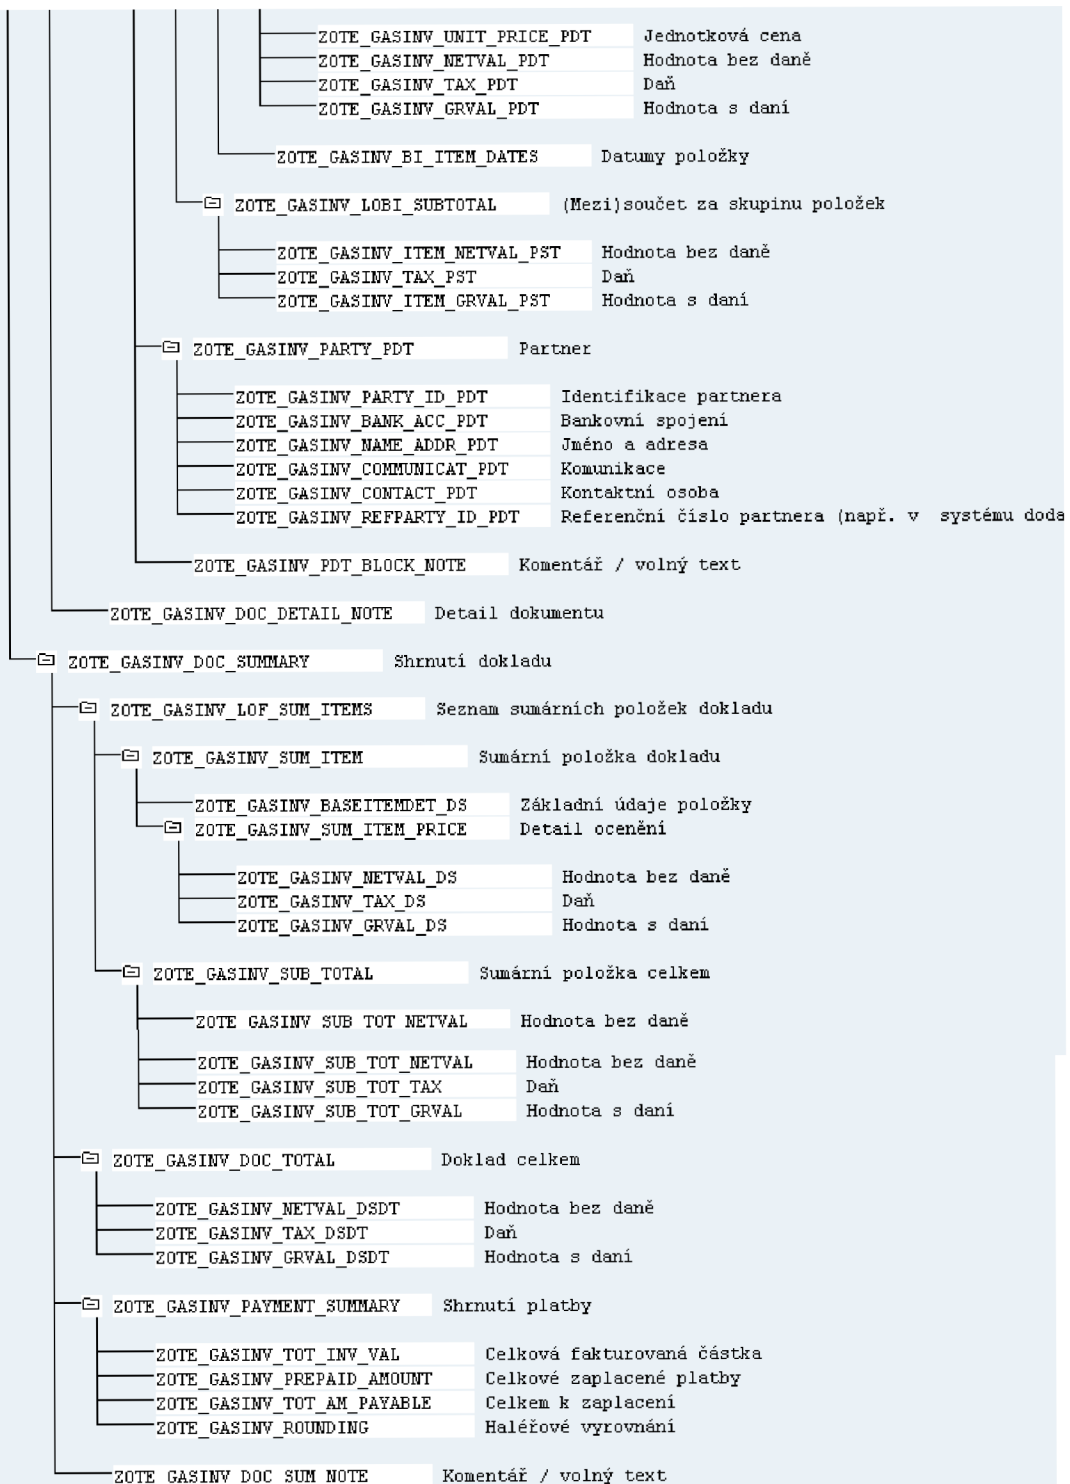 ZOTE_GASINV_UNIT_PRICE_PDT Jednotková cena
ZOTE_GASINV_NETVAL_PDT Hodnota bez daně
ZOTE_GASINV_TAX_PDT Daň
ZOTE_GASINV_GRVAL_PDT Hodnota s daní
ZOTE_GASINV_BI_ITEM_DATES Datumy položky
ZOTE_GASINV_LOBI_SUBTOTAL (Mezi)součet za skupinu položek
ZOTE_GASINV_ITEM_NETVAL_PST Hodnota bez daně
ZOTE_GASINV_TAX_PST Daň
ZOTE_GASINV_ITEM_GRVAL_PST Hodnota s daní
ZOTE_GASINV_PARTY_PDT Partner
ZOTE_GASINV_PARTY_ID_PDT Identifikace partnera
ZOTE_GASINV_BANK_ACC_PDT Bankovní spojení
ZOTE_GASINV_NAME_ADDR_PDT Jméno a adresa
ZOTE_GASINV_COMMUNICAT_PDT Komunikace
ZOTE_GASINV_CONTACT_PDT Kontaktní osoba
ZOTE_GASINV_REFPARTY_ID_PDT Referenční číslo partnera (např. v systému doda
ZOTE_GASINV_PDT_BLOCK_NOTE Komentář / volný text
ZOTE_GASINV_DOC_DETAIL_NOTE Detail dokumentu
ZOTE_GASINV_DOC_SUMMARY Shrnutí dokladu
ZOTE_GASINV_LOF_SUM_ITEMS Seznam sumárních položek dokladu
ZOTE_GASINV_SUM_ITEM Sumární položka dokladu
ZOTE_GASINV_BASEITEMDET_DS Základní údaje položky
ZOTE_GASINV_SUM_ITEM_PRICE Detail ocenění
ZOTE_GASINV_NETVAL_DS Hodnota bez daně
ZOTE_GASINV_TAX_DS Daň
ZOTE_GASINV_GRVAL_DS Hodnota s daní
ZOTE_GASINV_SUB_TOTAL Sumární položka celkem
ZOTE GASINV SUB TOT NETVAL Hodnota bez daně
ZOTE_GASINV_SUB_TOT_NETVAL Hodnota bez daně
ZOTE_GASINV_SUB_TOT_TAX Daň
ZOTE_GASINV_SUB_TOT_GRVAL Hodnota s daní
ZOTE_GASINV_DOC_TOTAL Doklad celkem
ZOTE_GASINV_NETVAL_DSDT Hodnota bez daně
ZOTE_GASINV_TAX_DSDT Daň
ZOTE_GASINV_GRVAL_DSDT Hodnota s daní
ZOTE_GASINV_PAYMENT_SUMMARY Shrnutí platby
ZOTE_GASINV_TOT_INV_VAL Celková fakturovaná částka
ZOTE_GASINV_PREPAID_AMOUNT Celkové zaplacené platby
ZOTE_GASINV_TOT_AM_PAYABLE Celkem k zaplacení
ZOTE_GASINV_ROUNDING Haléřové vyrovnání
ZOTE GASINV DOC SUM NOTE Komentář / volný text